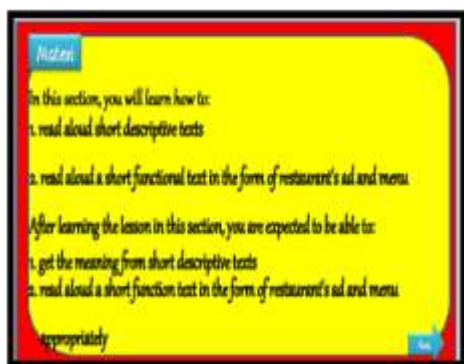 Materi
In this section, you will learn how to:
1. read aloud short descriptive texts
2. read aloud a short functional text in the form of restaurant's ad and menu
After learning the lesson in this section, you are expected to be able to:
1. get the meaning from short descriptive texts
2. read aloud a short function text in the form of restaurant's ad and menu
appropriately